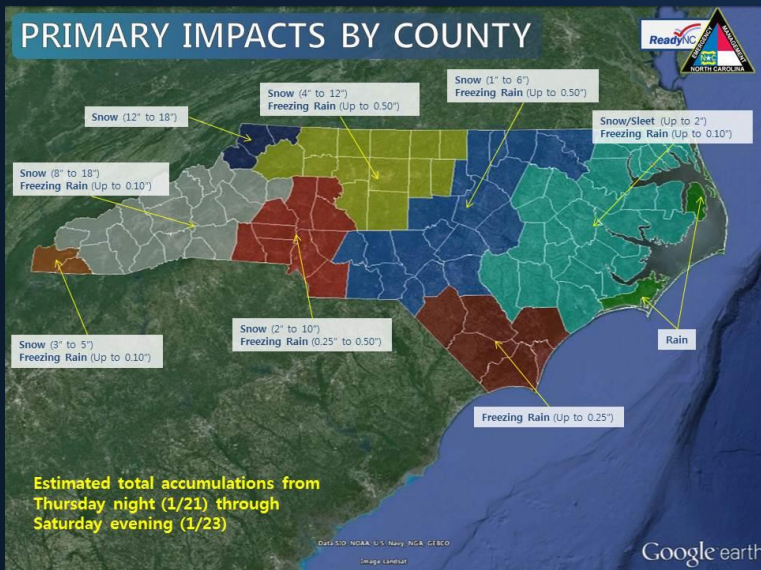 PRIMARY IMPACTS BY COUNTY
ReadyNC
EMERGENCY
MANAGEMENT
NORTH CAROLINA
Snow (12" to 18")
Snow (4" to 12")
Freezing Rain (Up to 0.50")
Snow (1" to 6")
Freezing Rain (Up to 0.50")
Snow/Sleet (Up to 2")
Freezing Rain (Up to 0.10")
Snow (8" to 18")
Freezing Rain (Up to 0.10")
Snow (3" to 5")
Freezing Rain (Up to 0.10")
Snow (2" to 10")
Freezing Rain (0.25" to 0.50")
Rain
Freezing Rain (Up to 0.25")
Estimated total accumulations from
Thursday night (1/21) through
Saturday evening (1/23)
Data SIO, NOAA, U.S. Navy, NGA, GEBCO
Image Landsat
Google earth